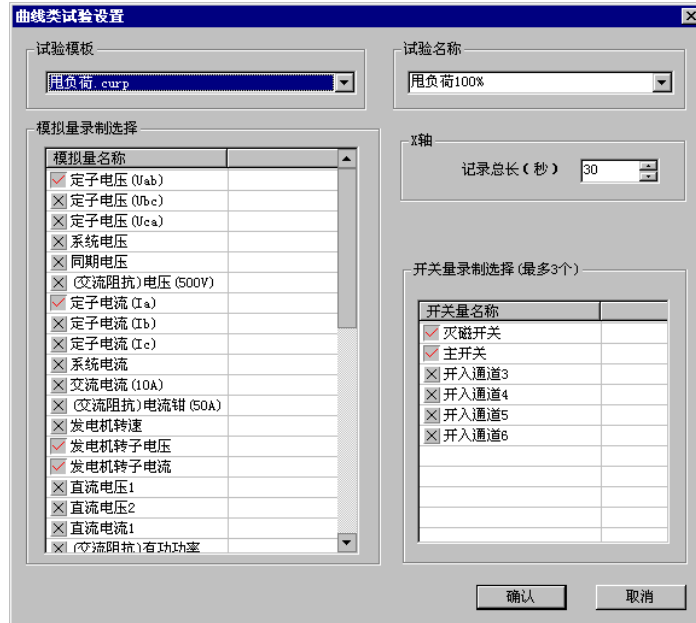 曲线类试验设置
试验模板
甩负荷.curp
试验名称
甩负荷100%
模拟量录制选择
模拟量名称
定子电压(Uab)
定子电压(Ubc)
定子电压(Uca)
系统电压
同期电压
(交流阻抗)电压(500V)
定子电流(Ia)
定子电流(Ib)
定子电流(Ic)
系统电流
交流电流(10A)
(交流阻抗)电流钳(50A)
发电机转速
发电机转子电压
发电机转子电流
直流电压1
直流电压2
直流电流1
(交流阻抗)有功功率
X轴
记录总长(秒) 30
开关量录制选择(最多3个)
开关量名称
灭磁开关
主开关
开入通道3
开入通道4
开入通道5
开入通道6
确认
取消